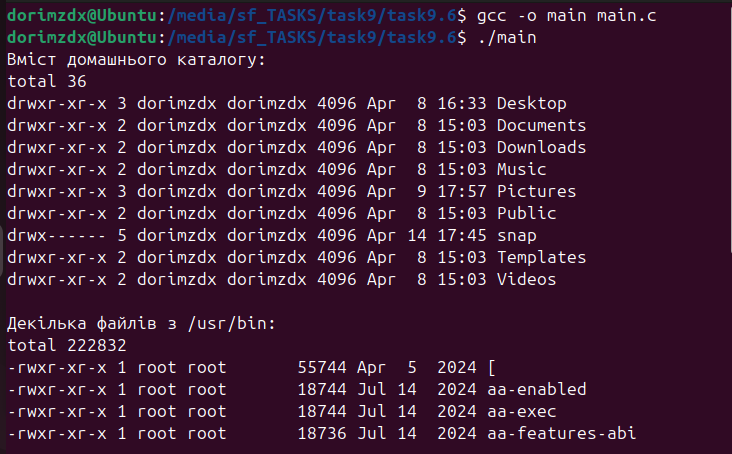 dorimzdx@Ubuntu:/media/sf_TASKS/task9/task9.6$ gcc -o main main.c
dorimzdx@Ubuntu:/media/sf_TASKS/task9/task9.6$ ./main
Вміст домашнього каталогу:
total 36
drwxr-xr-x 3 dorimzdx dorimzdx 4096 Apr  8 16:33 Desktop
drwxr-xr-x 2 dorimzdx dorimzdx 4096 Apr  8 15:03 Documents
drwxr-xr-x 2 dorimzdx dorimzdx 4096 Apr  8 15:03 Downloads
drwxr-xr-x 2 dorimzdx dorimzdx 4096 Apr  8 15:03 Music
drwxr-xr-x 3 dorimzdx dorimzdx 4096 Apr  9 17:57 Pictures
drwxr-xr-x 2 dorimzdx dorimzdx 4096 Apr  8 15:03 Public
drwx------ 5 dorimzdx dorimzdx 4096 Apr 14 17:45 snap
drwxr-xr-x 2 dorimzdx dorimzdx 4096 Apr  8 15:03 Templates
drwxr-xr-x 2 dorimzdx dorimzdx 4096 Apr  8 15:03 Videos
Декілька файлів з /usr/bin:
total 222832
-rwxr-xr-x 1 root root       55744 Apr  5  2024 [
-rwxr-xr-x 1 root root       18744 Jul 14  2024 aa-enabled
-rwxr-xr-x 1 root root       18744 Jul 14  2024 aa-exec
-rwxr-xr-x 1 root root       18736 Jul 14  2024 aa-features-abi